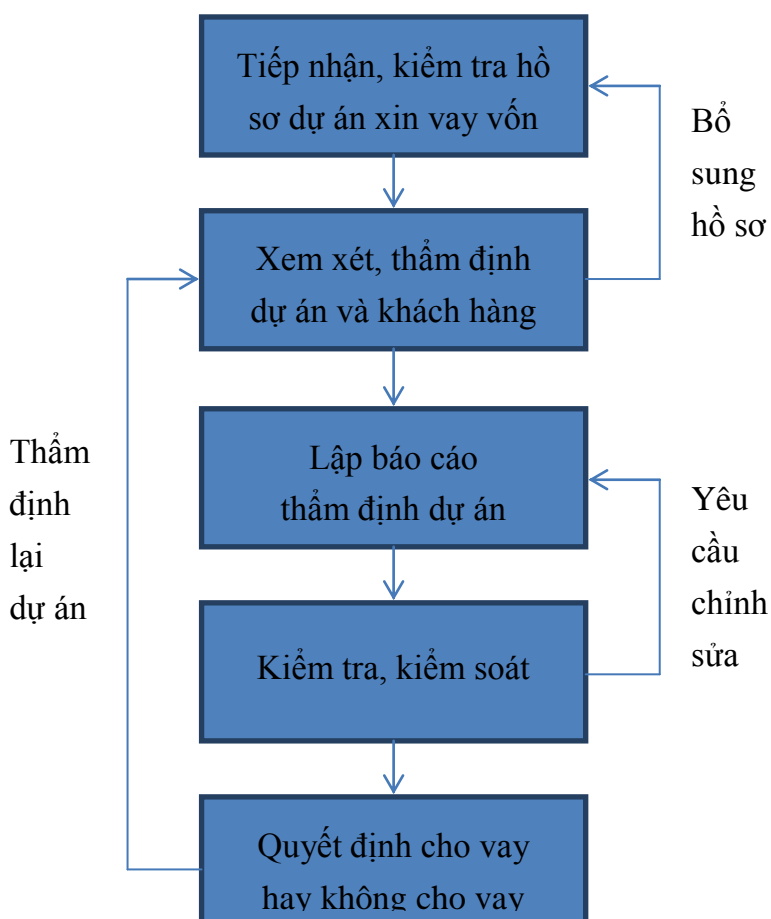 Tiếp nhận, kiểm tra hồ
sơ dự án xin vay vốn
Bổ
sung
hồ sơ
Xem xét, thẩm định
dự án và khách hàng
Thẩm
định
lại
dự án
Lập báo cáo
thẩm định dự án
Yêu
cầu
chỉnh
sửa
Kiểm tra, kiểm soát
Quyết định cho vay
hay không cho vay